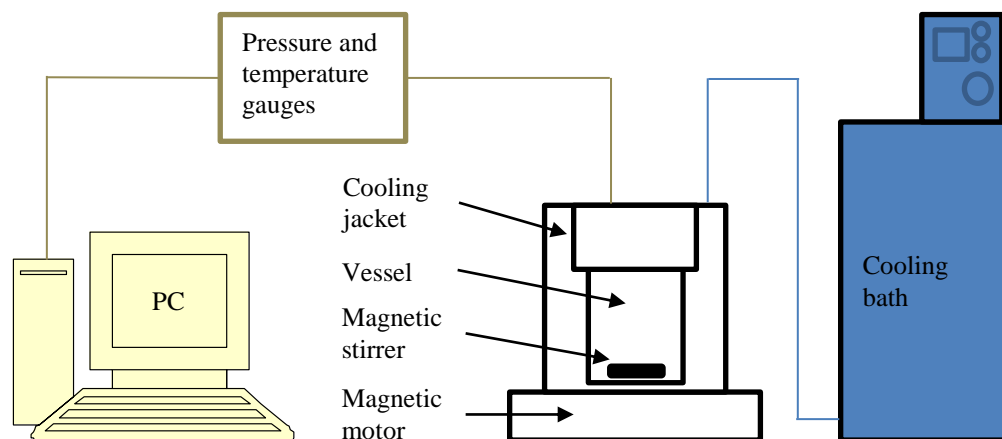 Pressure and
temperature
gauges
Cooling
jacket
Vessel
Magnetic
stirrer
Magnetic
motor
PC
Cooling
bath